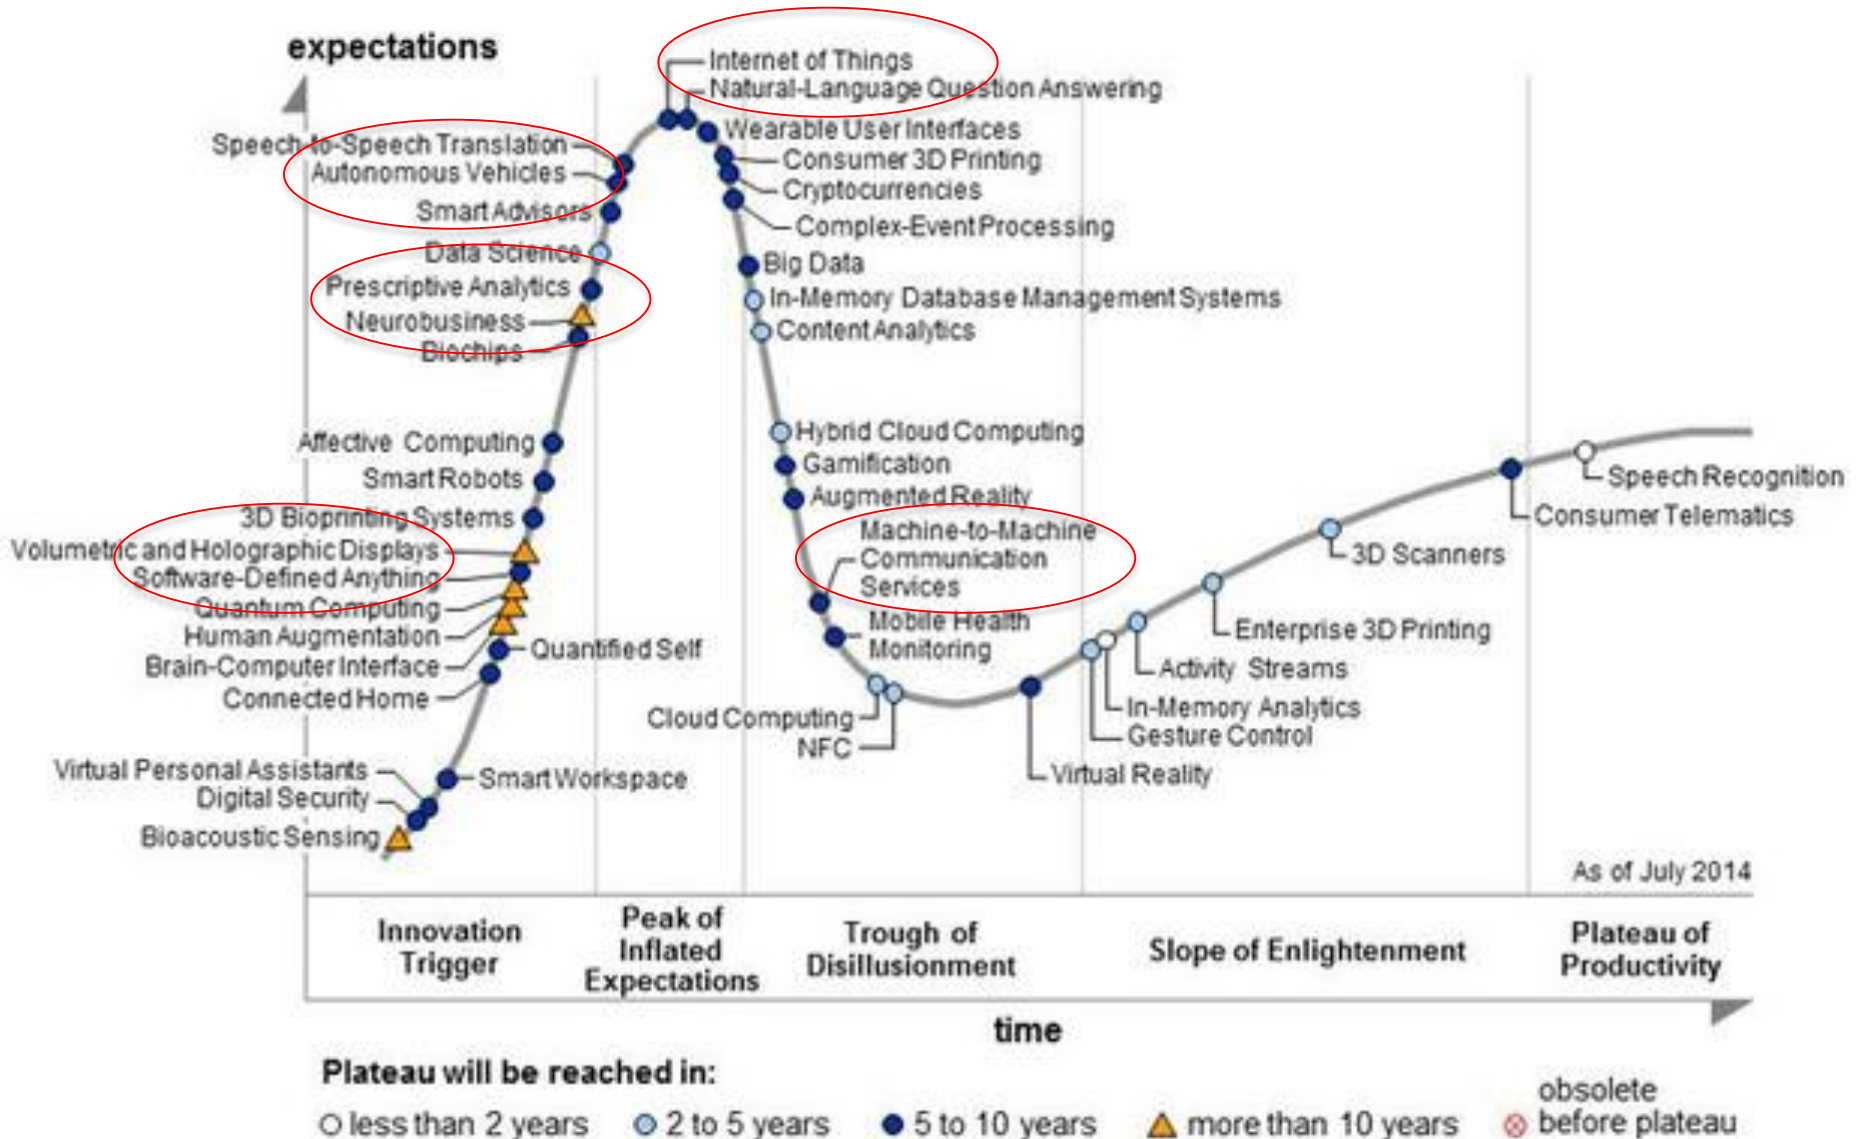 expectations
Internet of Things
Natural-Language Question Answering
Wearable User Interfaces
Speech-to-Speech Translation
Consumer 3D Printing
Autonomous Vehicles
Cryptocurrencies
Smart Advisors
Complex-Event Processing
Data Science
Big Data
Prescriptive Analytics
In-Memory Database Management Systems
Neurobusiness
Content Analytics
Biochips
Hybrid Cloud Computing
Affective Computing
Gamification
Smart Robots
Speech Recognition
Augmented Reality
3D Bioprinting Systems
Consumer Telematics
Machine-to-Machine
Communication
Services
Volumetric and Holographic Displays
3D Scanners
Software-Defined Anything
Quantum Computing
Mobile Health
Monitoring
Human Augmentation
Enterprise 3D Printing
Quantified Self
Brain-Computer Interface
Activity Streams
Connected Home
In-Memory Analytics
Cloud Computing
Gesture Control
NFC
Virtual Personal Assistants
Smart Workspace
Virtual Reality
Digital Security
Bioacoustic Sensing
As of July 2014
Innovation
Trigger
Peak of
Inflated
Expectations
Trough of
Disillusionment
Slope of Enlightenment
Plateau of
Productivity
time
Plateau will be reached in:
less than 2 years
2 to 5 years
5 to 10 years
more than 10 years
obsolete
before plateau